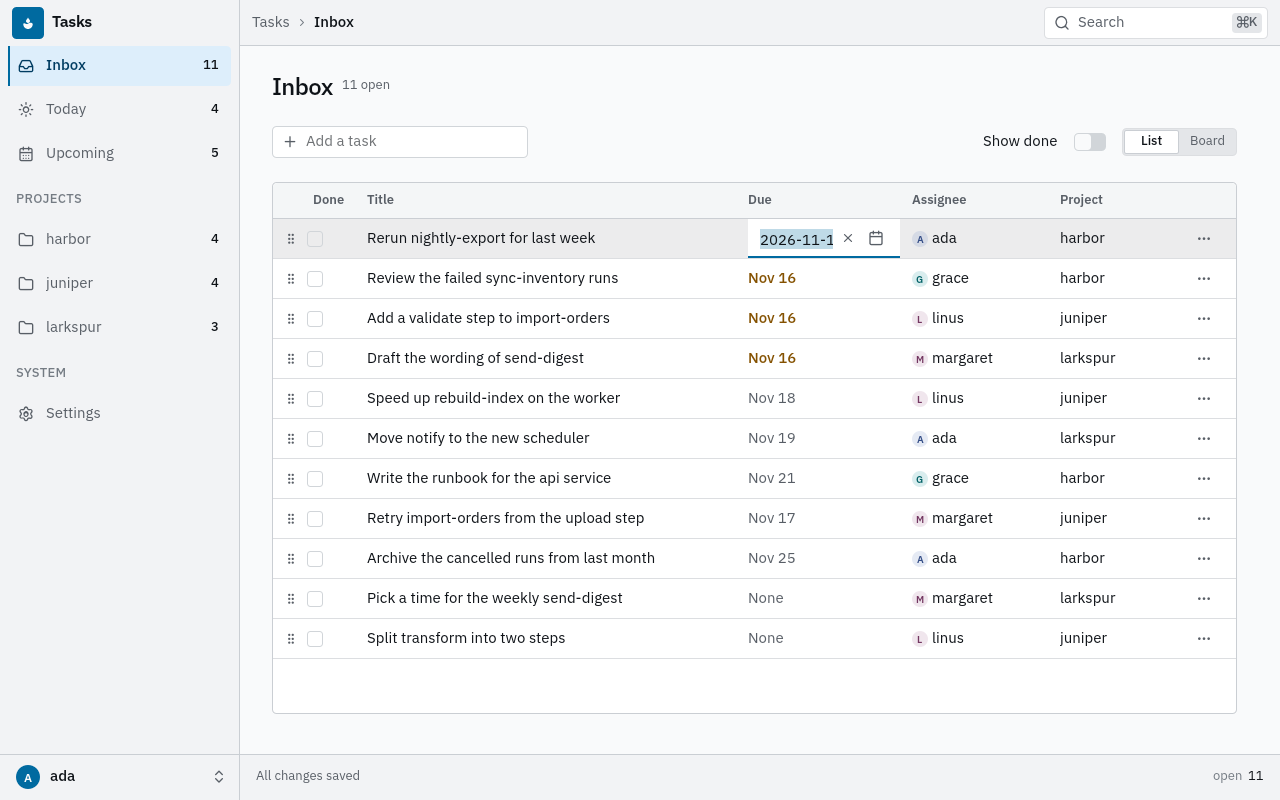 Tasks
Tasks Inbox
Search ⌘K
Inbox 11
Today 4
Upcoming 5
PROJECTS
harbor 4
juniper 4
larkspur 3
SYSTEM
Settings
Inbox 11 open
Add a task
Show done
List Board
Done Title Due Assignee Project
Rerun nightly-export for last week 2026-11-1 A ada harbor
Review the failed sync-inventory runs Nov 16 G grace harbor
Add a validate step to import-orders Nov 16 L linus juniper
Draft the wording of send-digest Nov 16 M margaret larkspur
Speed up rebuild-index on the worker Nov 18 L linus juniper
Move notify to the new scheduler Nov 19 A ada larkspur
Write the runbook for the api service Nov 21 G grace harbor
Retry import-orders from the upload step Nov 17 M margaret juniper
Archive the cancelled runs from last month Nov 25 A ada harbor
Pick a time for the weekly send-digest None M margaret larkspur
Split transform into two steps None L linus juniper
A ada
All changes saved
open 11